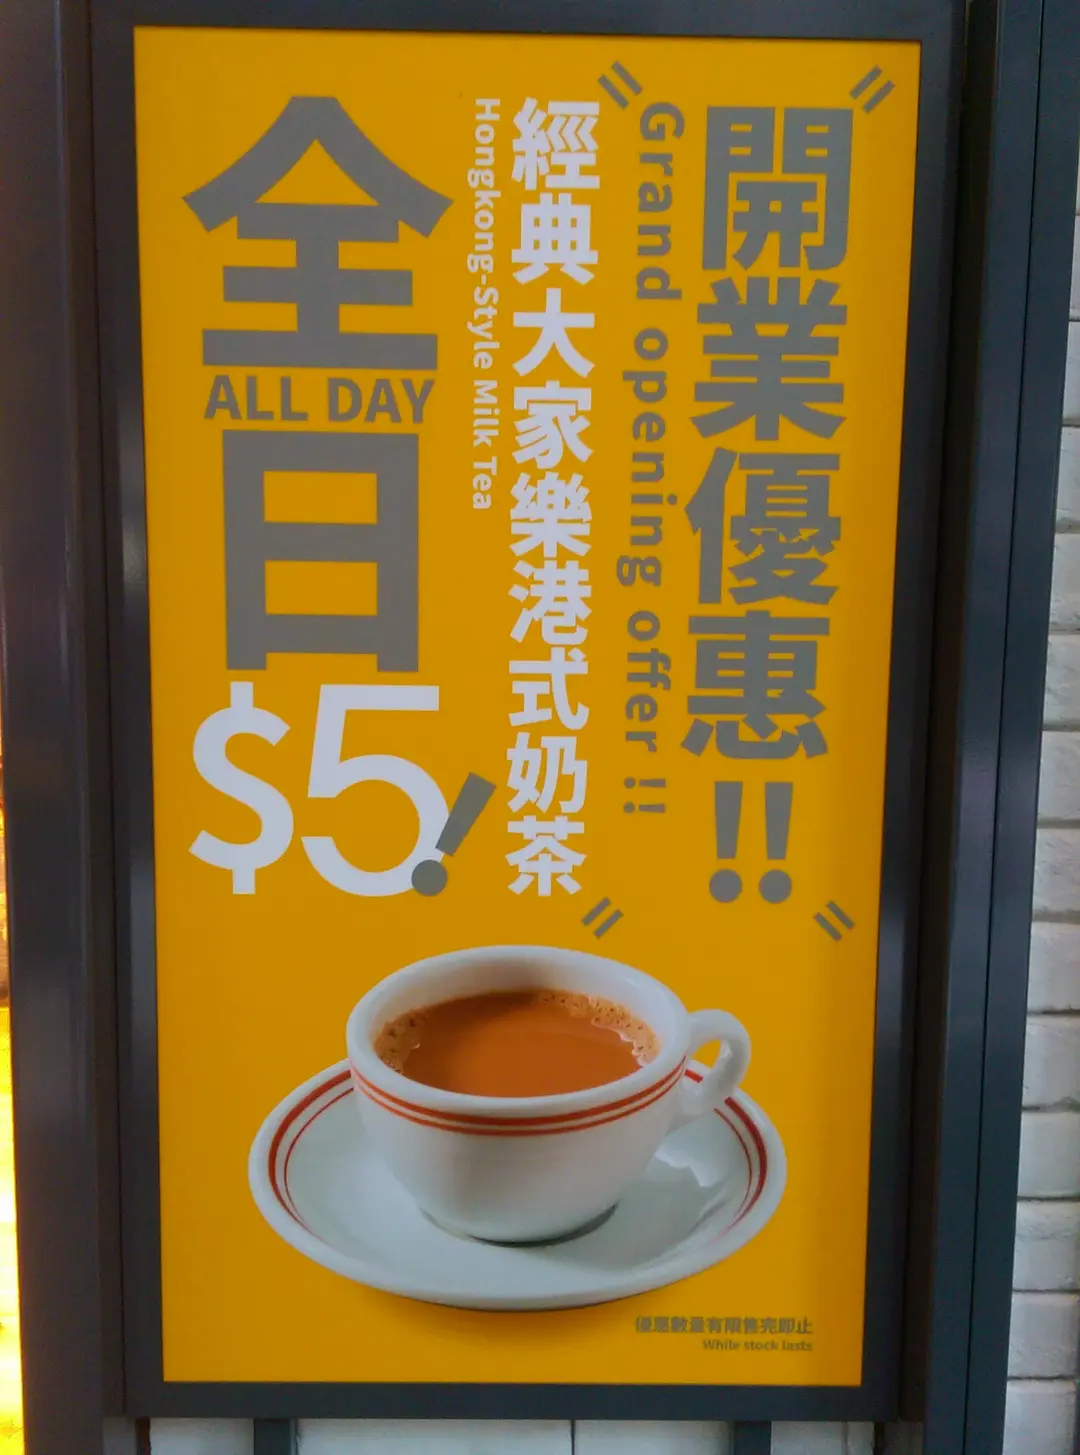 開業優惠!!
Grand opening offer !!
經典大家樂港式奶茶
Hongkong-Style Milk Tea
全日
ALL DAY
$5!
優惠數量有限售完即止
While stock lasts